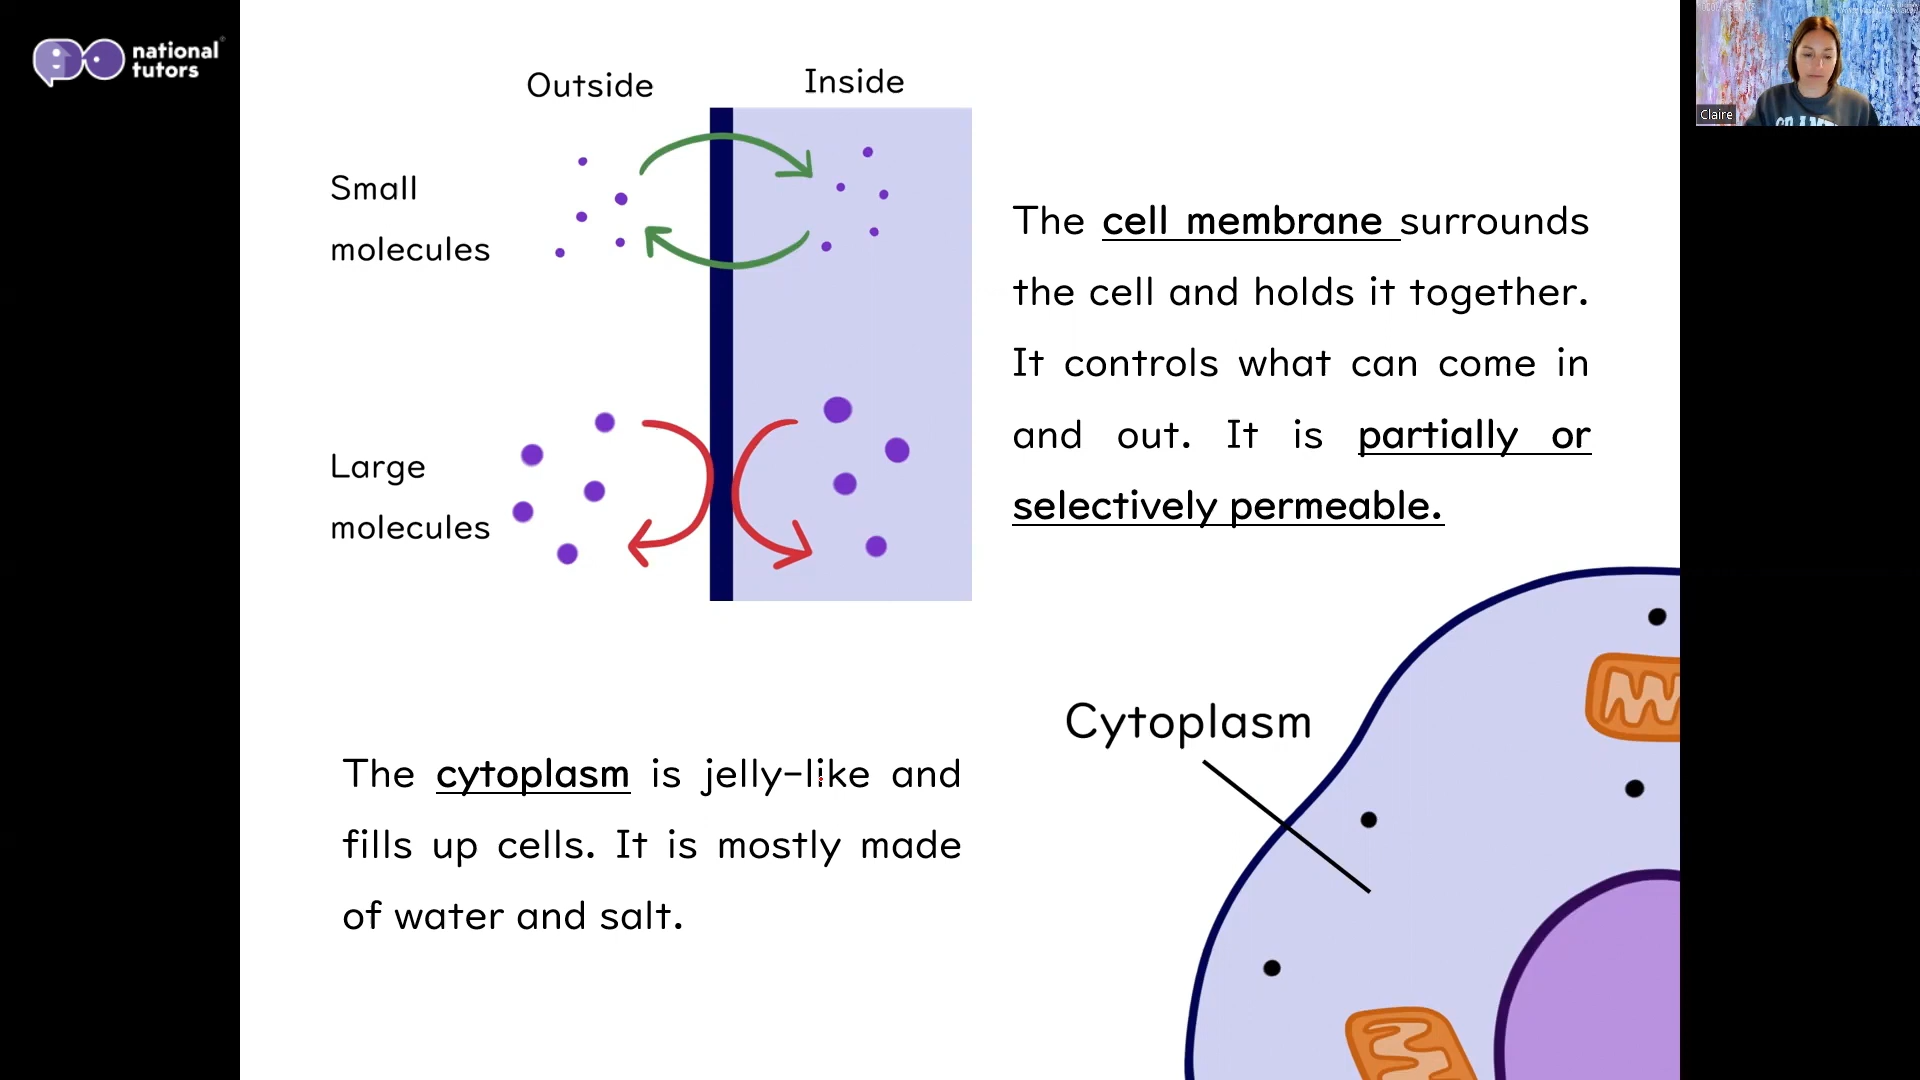 national
tutors
Outside
Inside
Small
molecules
Large
molecules
The cell membrane surrounds
the cell and holds it together.
It controls what can come in
and out. It is partially or
selectively permeable.
The cytoplasm is jelly-like and
fills up cells. It is mostly made
of water and salt.
Cytoplasm
Claire